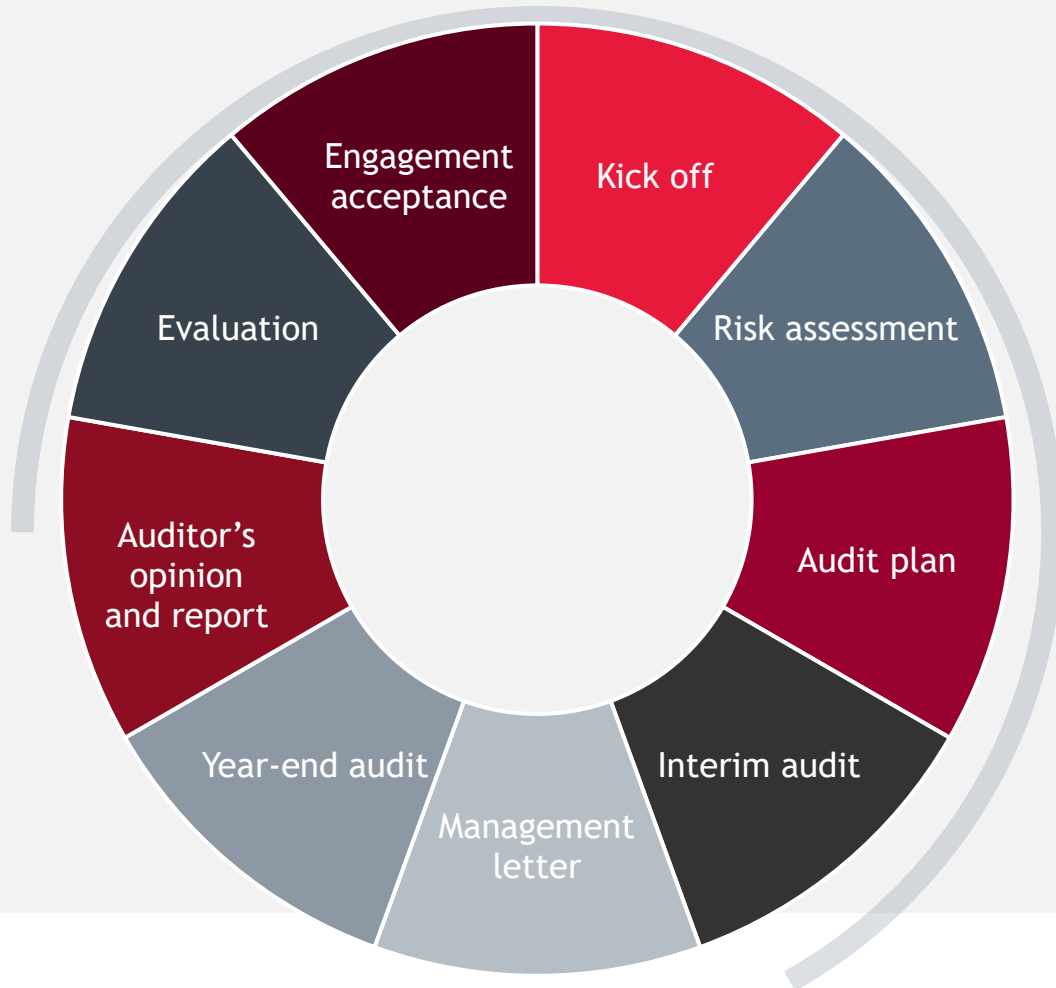 Engagement
acceptance
Kick off
Risk assessment
Audit plan
Interim audit
Management
letter
Year-end audit
Auditor’s
opinion
and report
Evaluation